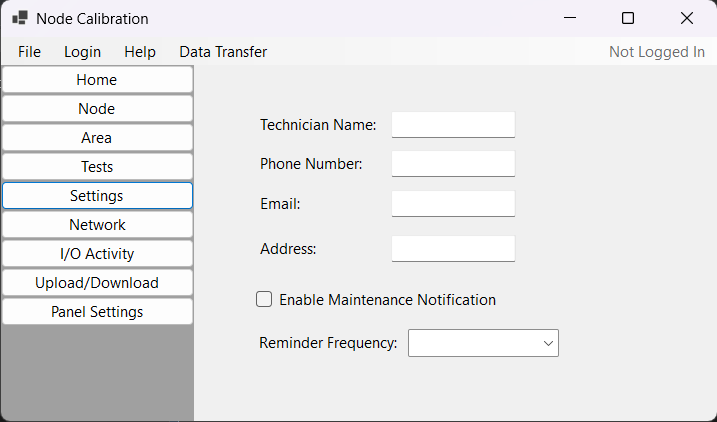 Node Calibration
File Login Help Data Transfer Not Logged In
Home
Node
Area
Tests
Settings
Network
I/O Activity
Upload/Download
Panel Settings
Technician Name:
Phone Number:
Email:
Address:
Enable Maintenance Notification
Reminder Frequency: